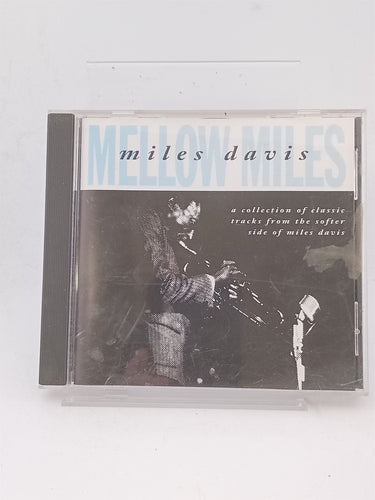 MELLOW MILES
miles davis
a collection of classic
tracks from the softer
side of miles davis